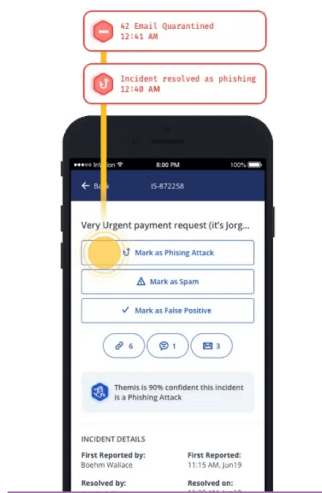 42 Email Quarantined
12:41 AM
Incident resolved as phishing
12:40 AM
8:00 PM
100%
IS-872258
Very Urgent payment request (it's Jorg...
Mark as Phising Attack
Mark as Spam
Mark as False Positive
6
1
3
Themis is 90% confident this incident
is a Phishing Attack
INCIDENT DETAILS
First Reported by:
First Reported:
Boehm Wallace
11:15 AM, Jun19
Resolved by:
Resolved on: